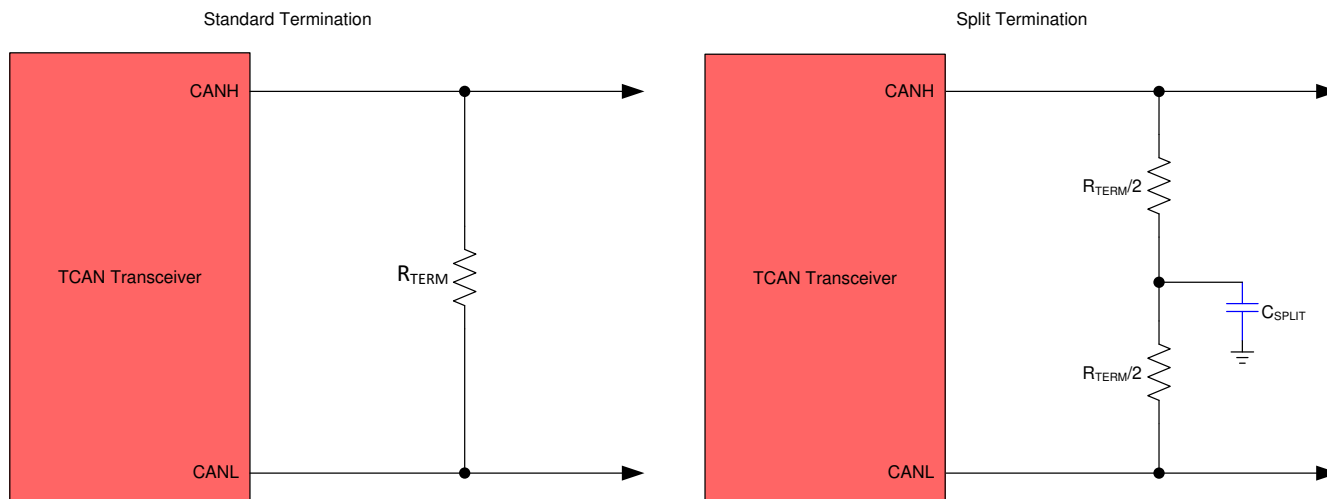 Standard Termination
CANH
TCAN Transceiver
RTERM
CANL
Split Termination
CANH
RTERM/2
TCAN Transceiver
CSPLIT
RTERM/2
CANL